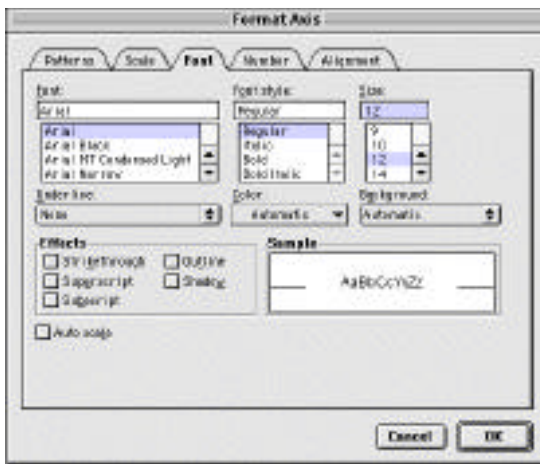 Format Axis
Patterns Scale Font Number Alignment
Font: Font style: Size:
Arial Regular 12
Arial Regular 9
Arial Black Italic 10
Arial MT Condensed Light Bold 12
Arial Narrow Bold Italic 14
Underline: Color: Background:
None Automatic Automatic
Effects Sample
Strikethrough Outline
Superscript Shadow AaBbCcYyZz
Subscript
Auto scale
Cancel OK